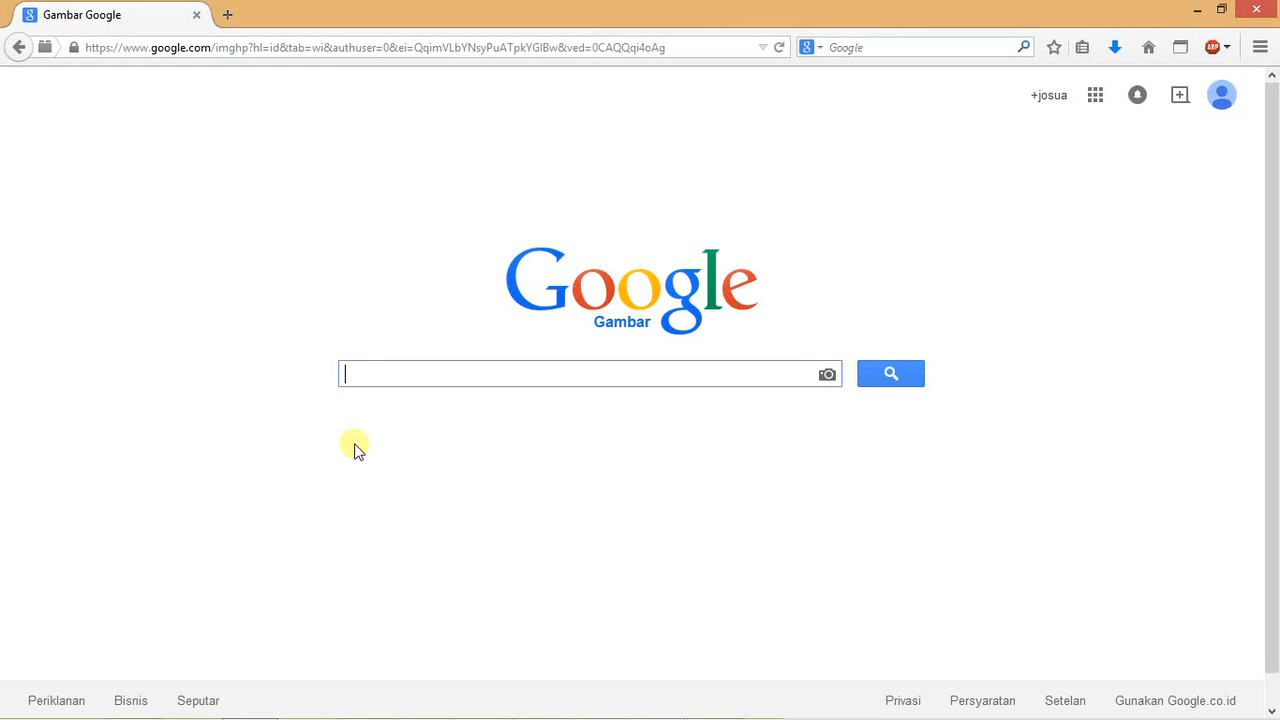 Gambar Google
https://www.google.com/imghp?hl=id&tab=wi&authuser=0&ei=QqimVLbYNsyPuATpkYGIBw&ved=0CAQQqi4oAg
Google
ABP
+josua
Google
Gambar
Periklanan Bisnis Seputar Privasi Persyaratan Setelan Gunakan Google.co.id